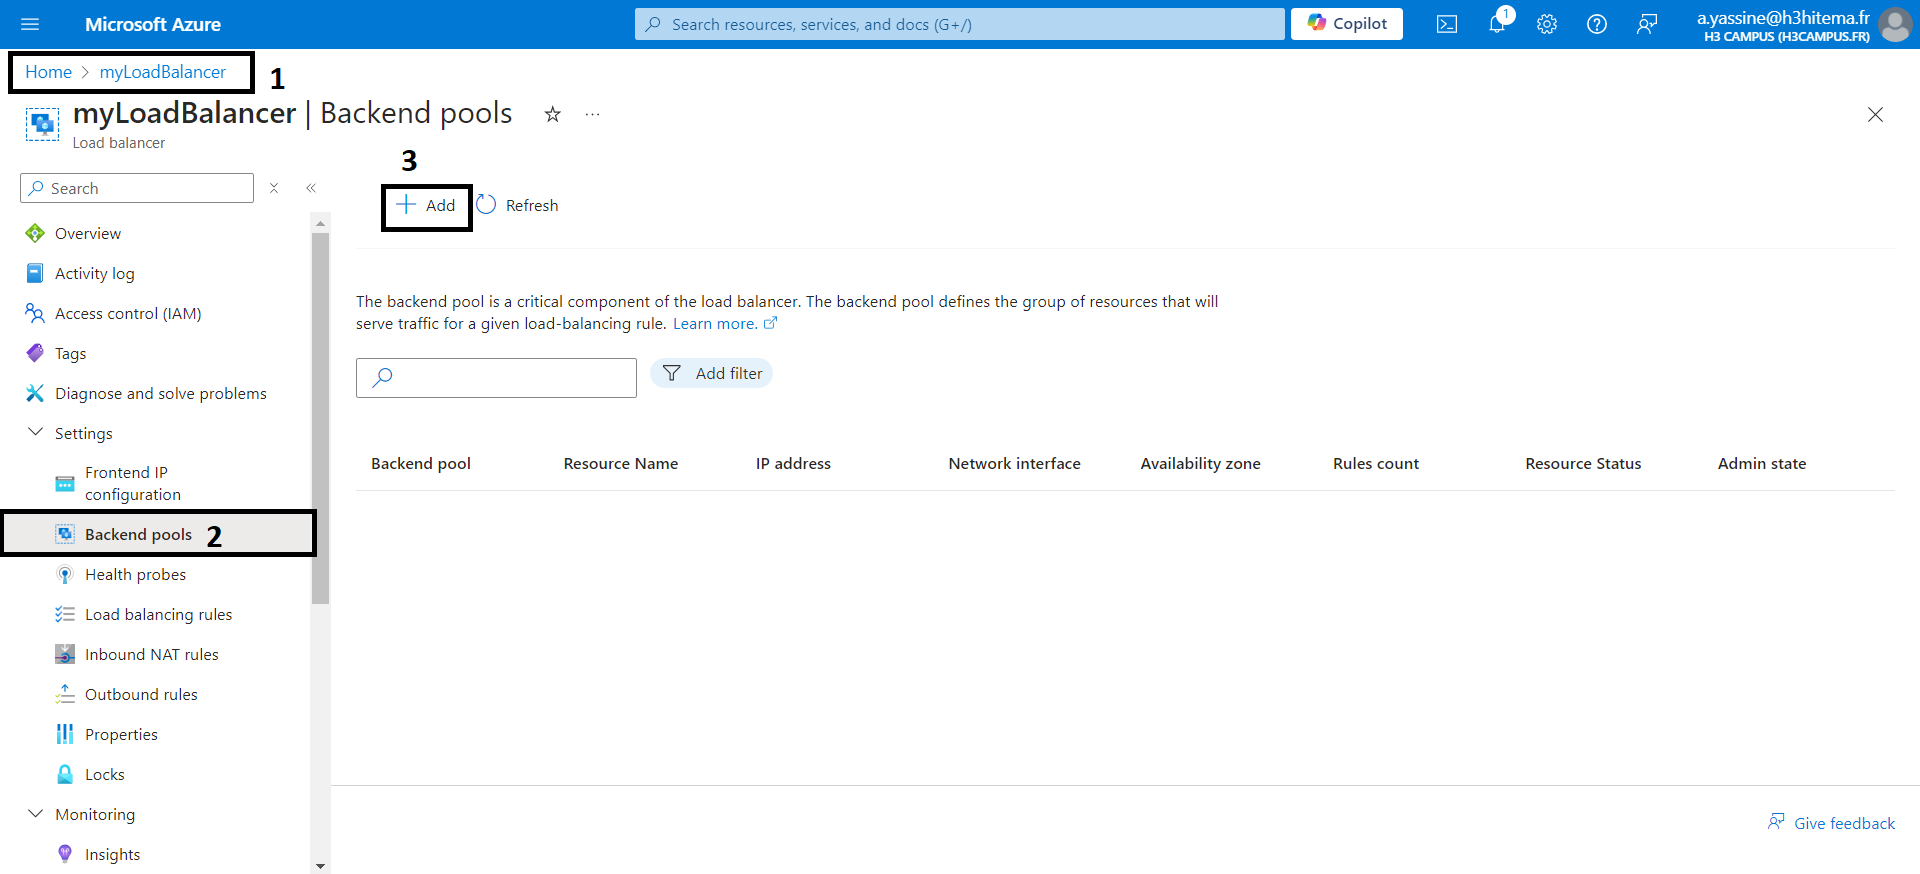 Microsoft Azure
Search resources, services, and docs (G+/)
Copilot
1
a.yassine@h3hitema.fr
H3 CAMPUS (H3CAMPUS.FR)
Home > myLoadBalancer
1
myLoadBalancer | Backend pools
...
Load balancer
3
Search
Add
Refresh
Overview
Activity log
Access control (IAM)
Tags
Diagnose and solve problems
Settings
Frontend IP
configuration
Backend pools
2
Health probes
Load balancing rules
Inbound NAT rules
Outbound rules
Properties
Locks
Monitoring
Insights
The backend pool is a critical component of the load balancer. The backend pool defines the group of resources that will
serve traffic for a given load-balancing rule. Learn more.
Add filter
Backend pool
Resource Name
IP address
Network interface
Availability zone
Rules count
Resource Status
Admin state
Give feedback